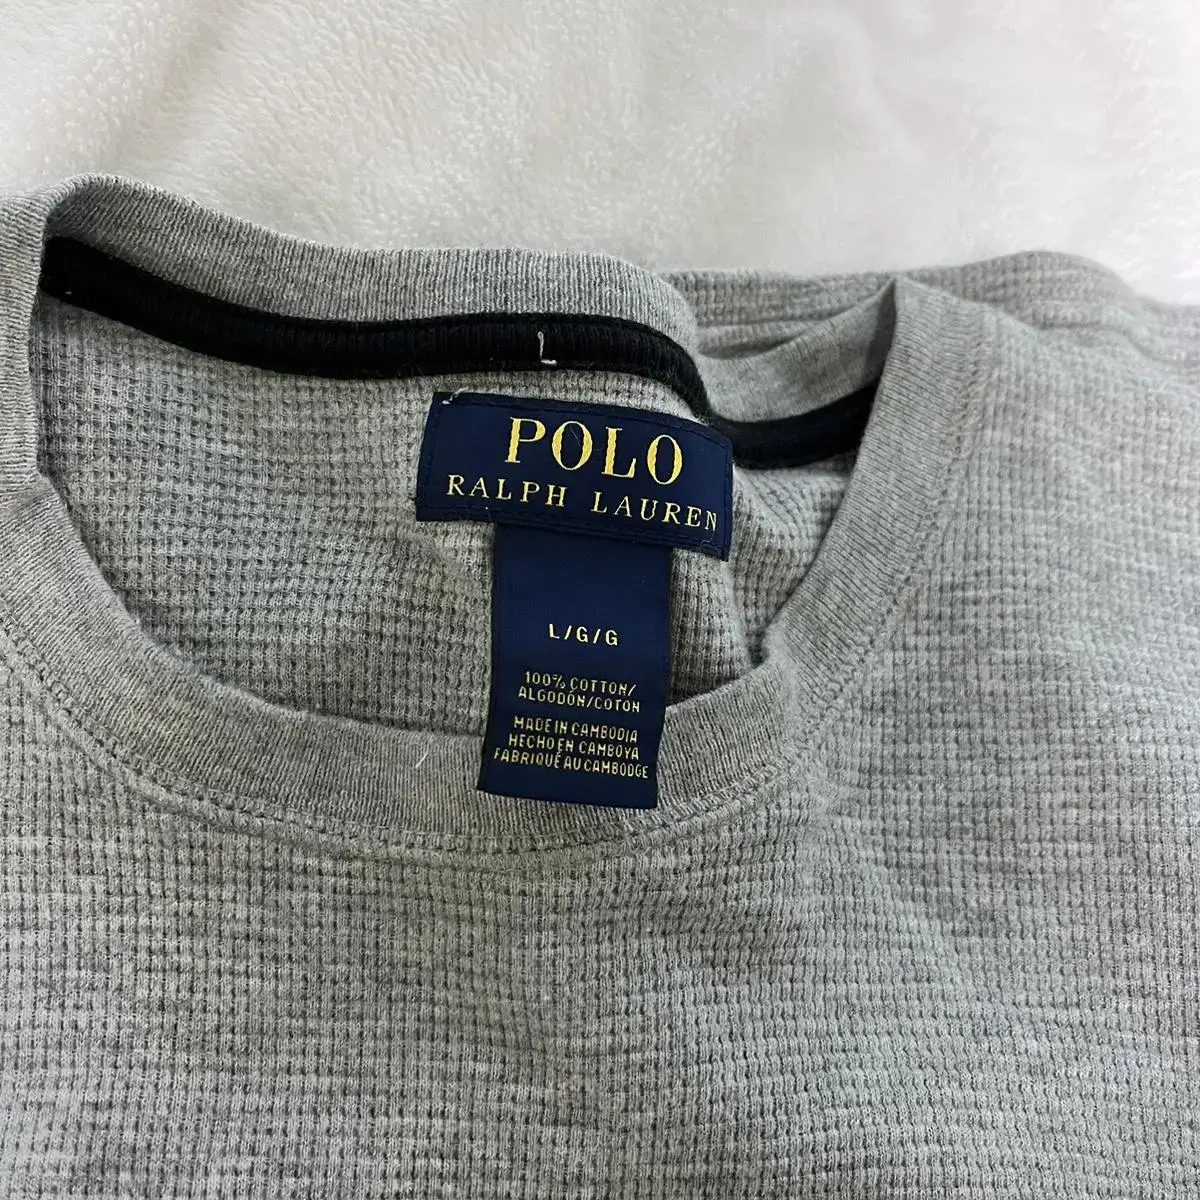 POLO
RALPH LAUREN
L/G/G
100% COTTON/
ALGODÓN/COTON
MADE IN CAMBODIA
HECHO EN CAMBOYA
FABRIQUÉ AU CAMBODGE